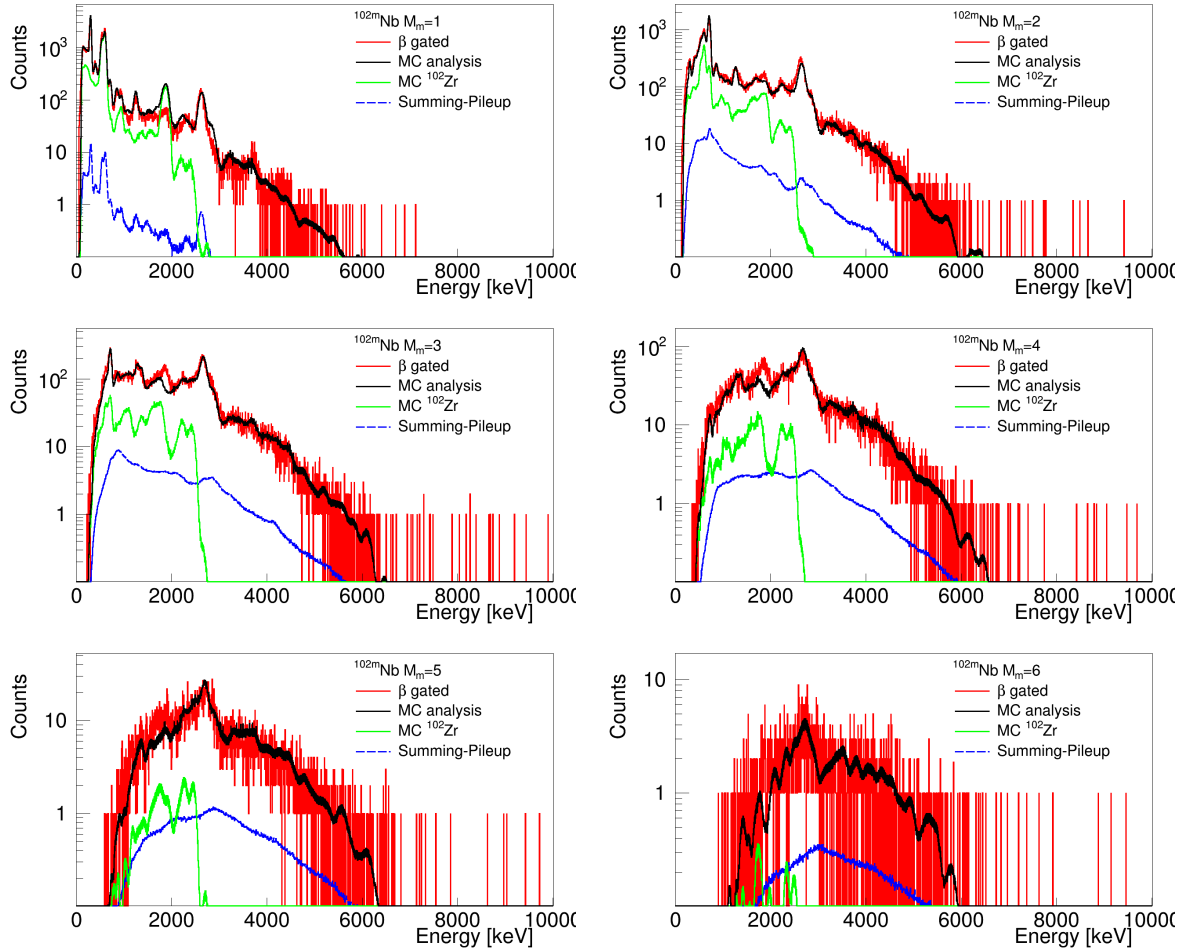 ¹⁰²ᵐNb Mₘ=1
β gated
MC analysis
MC ¹⁰²Zr
Summing-Pileup
Counts
10³
10²
10
1
0 2000 4000 6000 8000 10000
Energy [keV]
¹⁰²ᵐNb Mₘ=2
β gated
MC analysis
MC ¹⁰²Zr
Summing-Pileup
Counts
10³
10²
10
1
0 2000 4000 6000 8000 10000
Energy [keV]
¹⁰²ᵐNb Mₘ=3
β gated
MC analysis
MC ¹⁰²Zr
Summing-Pileup
Counts
10²
10
1
0 2000 4000 6000 8000 10000
Energy [keV]
¹⁰²ᵐNb Mₘ=4
β gated
MC analysis
MC ¹⁰²Zr
Summing-Pileup
Counts
10²
10
1
0 2000 4000 6000 8000 10000
Energy [keV]
¹⁰²ᵐNb Mₘ=5
β gated
MC analysis
MC ¹⁰²Zr
Summing-Pileup
Counts
10
1
0 2000 4000 6000 8000 10000
Energy [keV]
¹⁰²ᵐNb Mₘ=6
β gated
MC analysis
MC ¹⁰²Zr
Summing-Pileup
Counts
10
1
0 2000 4000 6000 8000 10000
Energy [keV]